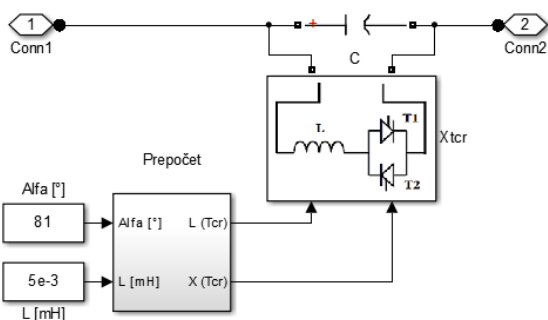 1
2
Conn1
+
Conn2
C
L
T1
T2
Xtcr
Prepočet
Alfa [°]
81
Alfa [°]
L (Tcr)
5e-3
L [mH]
X (Tcr)
L [mH]